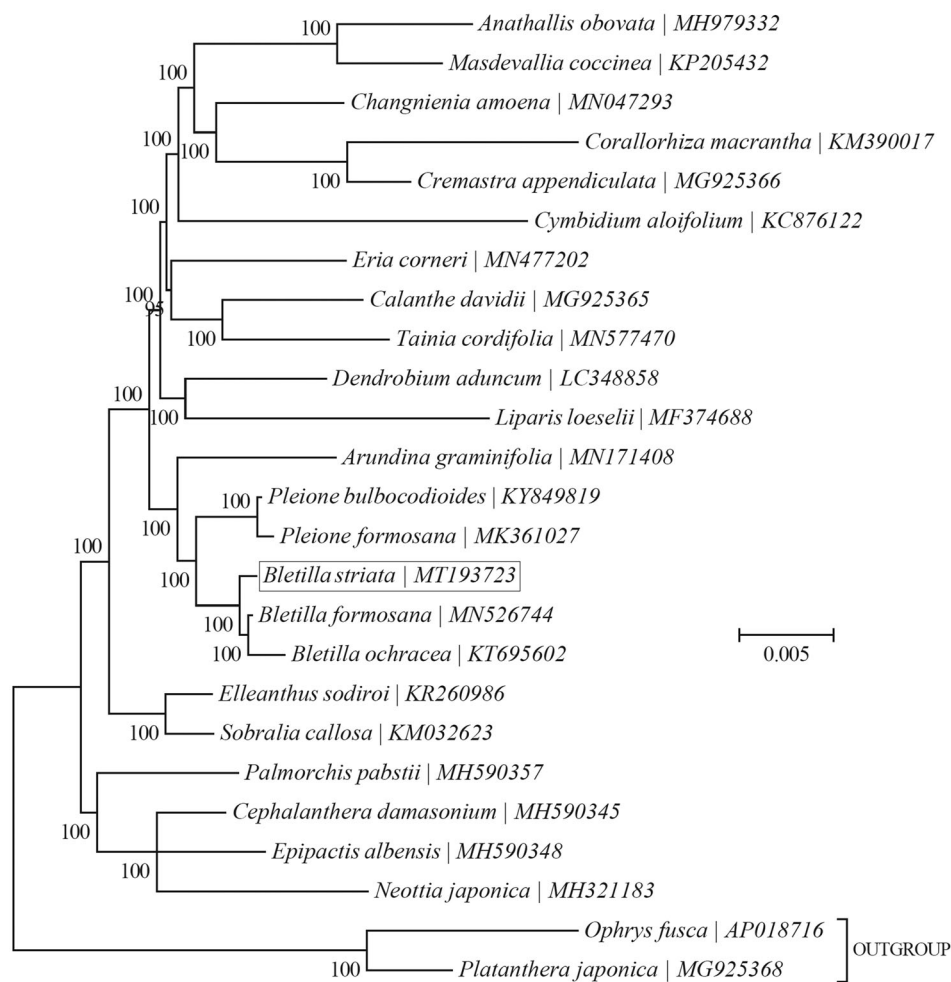 100
Anathallis obovata | MH979332
Masdevallia coccinea | KP205432
100
Changnienia amoena | MN047293
100
100
Corallorhiza macrantha | KM390017
100
Cremastra appendiculata | MG925366
100
Cymbidium aloifolium | KC876122
Eria corneri | MN477202
100
95
Calanthe davidii | MG925365
100
Tainia cordifolia | MN577470
Dendrobium aduncum | LC348858
100
100
Liparis loeselii | MF374688
Arundina graminifolia | MN171408
100
Pleione bulbocodioides | KY849819
100
Pleione formosana | MK361027
100
100
Bletilla striata | MT193723
100
Bletilla formosana | MN526744
100
Bletilla ochracea | KT695602
0.005
Elleanthus sodiroi | KR260986
100
Sobralia callosa | KM032623
Palmorchis pabstii | MH590357
100
Cephalanthera damasonium | MH590345
Epipactis albensis | MH590348
100
Neottia japonica | MH321183
Ophrys fusca | AP018716
OUTGROUP
100
Platanthera japonica | MG925368